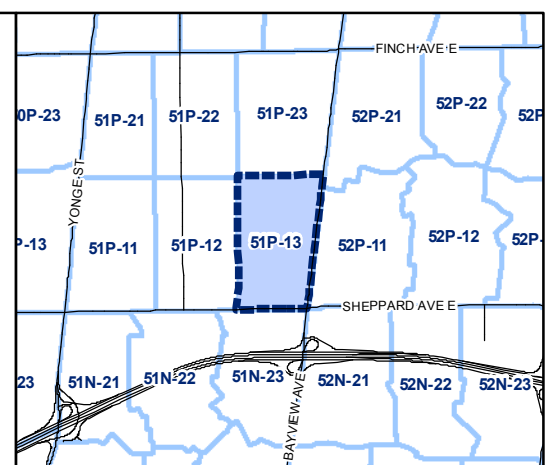 FINCH AVE E
0P-23
51P-21
51P-22
51P-23
52P-21
52P-22
52P
YONGE ST
P-13
51P-11
51P-12
51P-13
52P-11
52P-12
52P-
SHEPPARD AVE E
23
51N-21
51N-22
51N-23
52N-21
52N-22
52N-23
BAYVIEW AVE